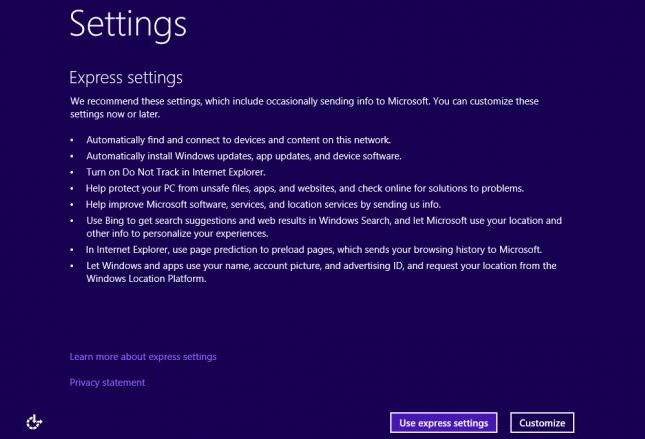 Settings
Express settings
We recommend these settings, which include occasionally sending info to Microsoft. You can customize these
settings now or later.
• Automatically find and connect to devices and content on this network.
• Automatically install Windows updates, app updates, and device software.
• Turn on Do Not Track in Internet Explorer.
• Help protect your PC from unsafe files, apps, and websites, and check online for solutions to problems.
• Help improve Microsoft software, services, and location services by sending us info.
• Use Bing to get search suggestions and web results in Windows Search, and let Microsoft use your location and
other info to personalize your experiences.
• In Internet Explorer, use page prediction to preload pages, which sends your browsing history to Microsoft.
• Let Windows and apps use your name, account picture, and advertising ID, and request your location from the
Windows Location Platform.
Learn more about express settings
Privacy statement
Use express settings
Customize